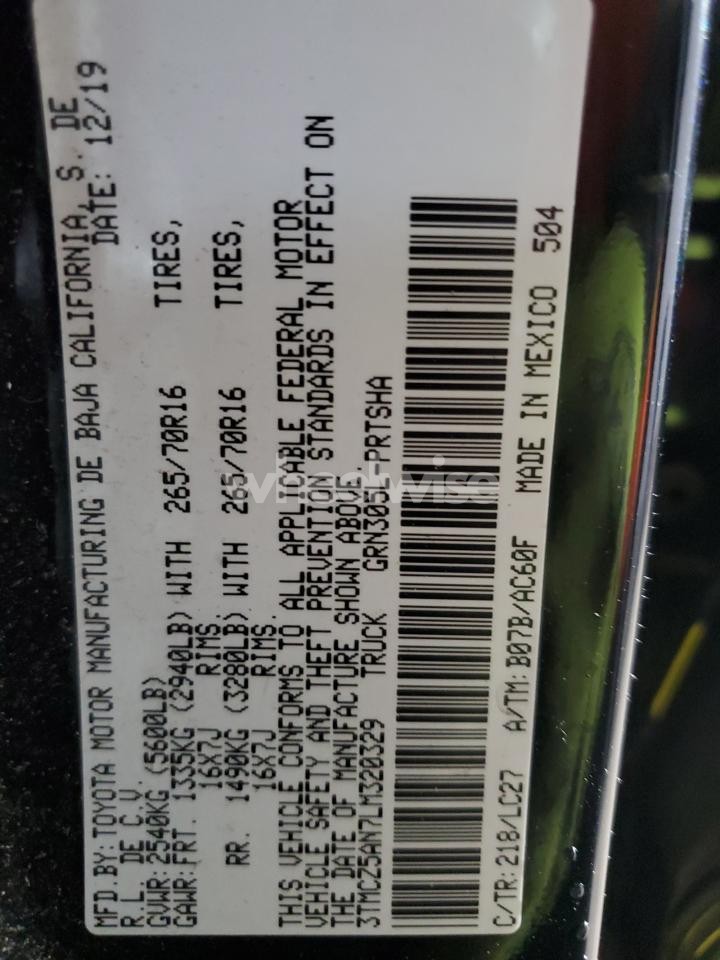 MFD.BY:TOYOTA MOTOR MANUFACTURING DE BAJA CALIFORNIA, S. DE
R.L. DE C.V. DATE: 12/19
GVWR:2540KG (5600LB)
GAWR:FRT. 1335KG (2940LB) WITH 265/70R16 TIRES,
16X7J RIMS.
RR. 1490KG (3280LB) WITH 265/70R16 TIRES,
16X7J RIMS.
THIS VEHICLE CONFORMS TO ALL APPLICABLE FEDERAL MOTOR
VEHICLE SAFETY AND THEFT PREVENTION STANDARDS IN EFFECT ON
THE DATE OF MANUFACTURE SHOWN ABOVE.
3TMCZ5AN7LM320329 TRUCK GRN305L-PRTSHA
C/TR:218/LC27 A/TM:B07B/AC60F MADE IN MEXICO 504
wheelwise